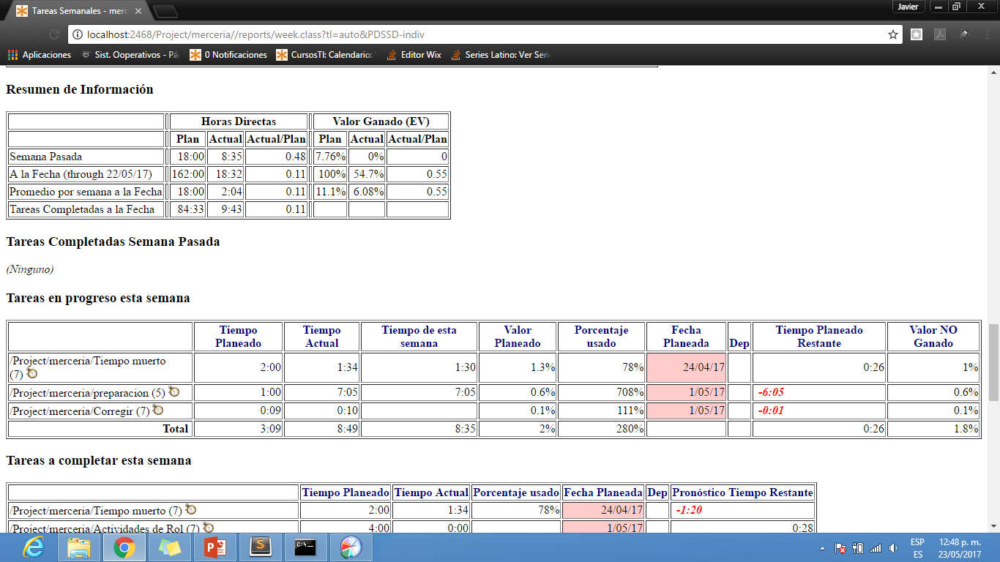 Tareas Semanales - merc
Javier
localhost:2468/Project/merceria//reports/week.class?tl=auto&PDSSD-indiv
Aplicaciones Sist. Ooperativos - Pá 0 Notificaciones CursosTI: Calendario: Editor Wix Series Latino: Ver Seri
Resumen de Información
Horas Directas Valor Ganado (EV)
Plan Actual Actual/Plan Plan Actual Actual/Plan
Semana Pasada 18:00 8:35 0.48 7.76% 0% 0
A la Fecha (through 22/05/17) 162:00 18:32 0.11 100% 54.7% 0.55
Promedio por semana a la Fecha 18:00 2:04 0.11 11.1% 6.08% 0.55
Tareas Completadas a la Fecha 84:33 9:43 0.11
Tareas Completadas Semana Pasada
(Ninguno)
Tareas en progreso esta semana
Tiempo Planeado Tiempo Actual Tiempo de esta semana Valor Planeado Porcentaje usado Fecha Planeada Dep Tiempo Planeado Restante Valor NO Ganado
/Project/merceria/Tiempo muerto (7) 2:00 1:34 1:30 1.3% 78% 24/04/17 0:26 1%
/Project/merceria/preparacion (5) 1:00 7:05 7:05 0.6% 708% 1/05/17 -6:05 0.6%
/Project/merceria/Corregir (7) 0:09 0:10 0.1% 111% 1/05/17 -0:01 0.1%
Total 3:09 8:49 8:35 2% 280% 0:26 1.8%
Tareas a completar esta semana
Tiempo Planeado Tiempo Actual Porcentaje usado Fecha Planeada Dep Pronóstico Tiempo Restante
/Project/merceria/Tiempo muerto (7) 2:00 1:34 78% 24/04/17 -1:20
/Project/merceria/Actividades de Rol (7) 4:00 0:00 1/05/17 0:28
ESP 12:48 p. m.
ES 23/05/2017